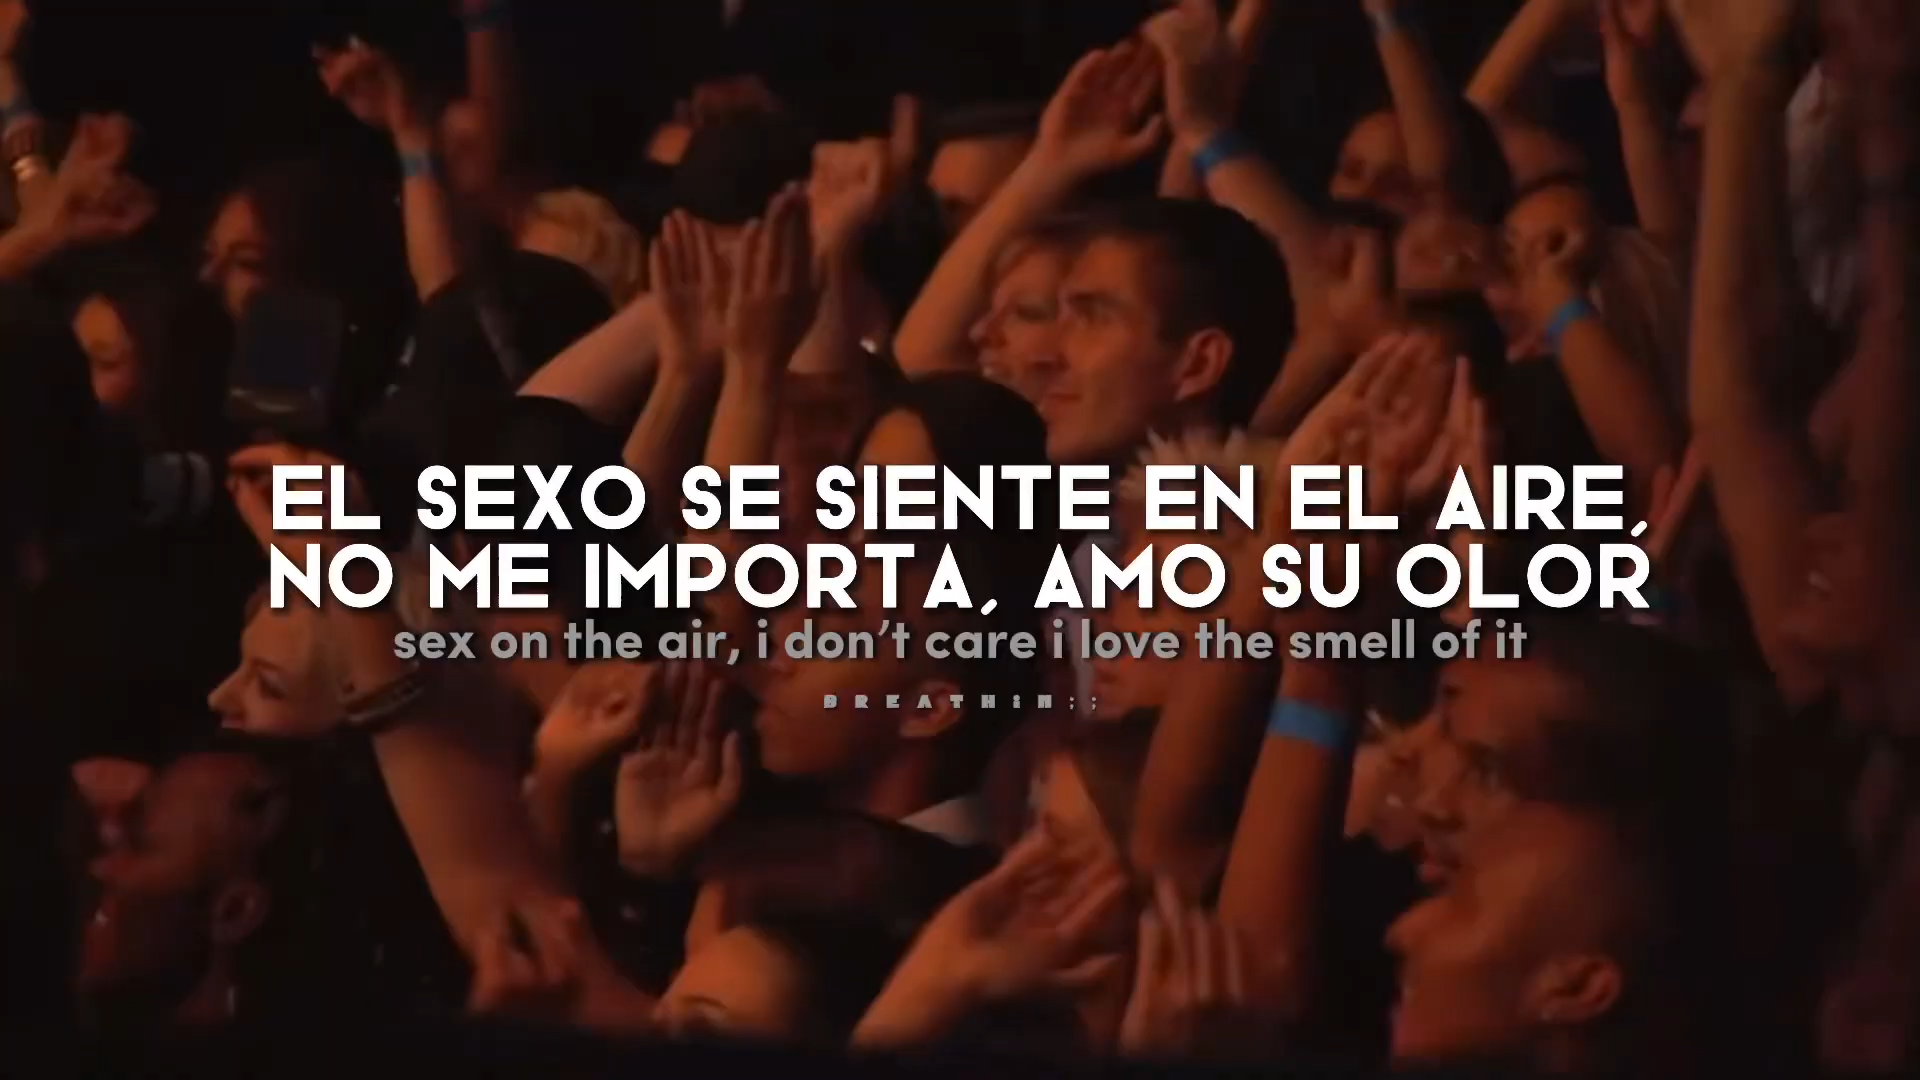 EL SEXO SE SIENTE EN EL AIRE,
NO ME IMPORTA, AMO SU OLOR
sex on the air, i don’t care i love the smell of it
BREATHiN;;